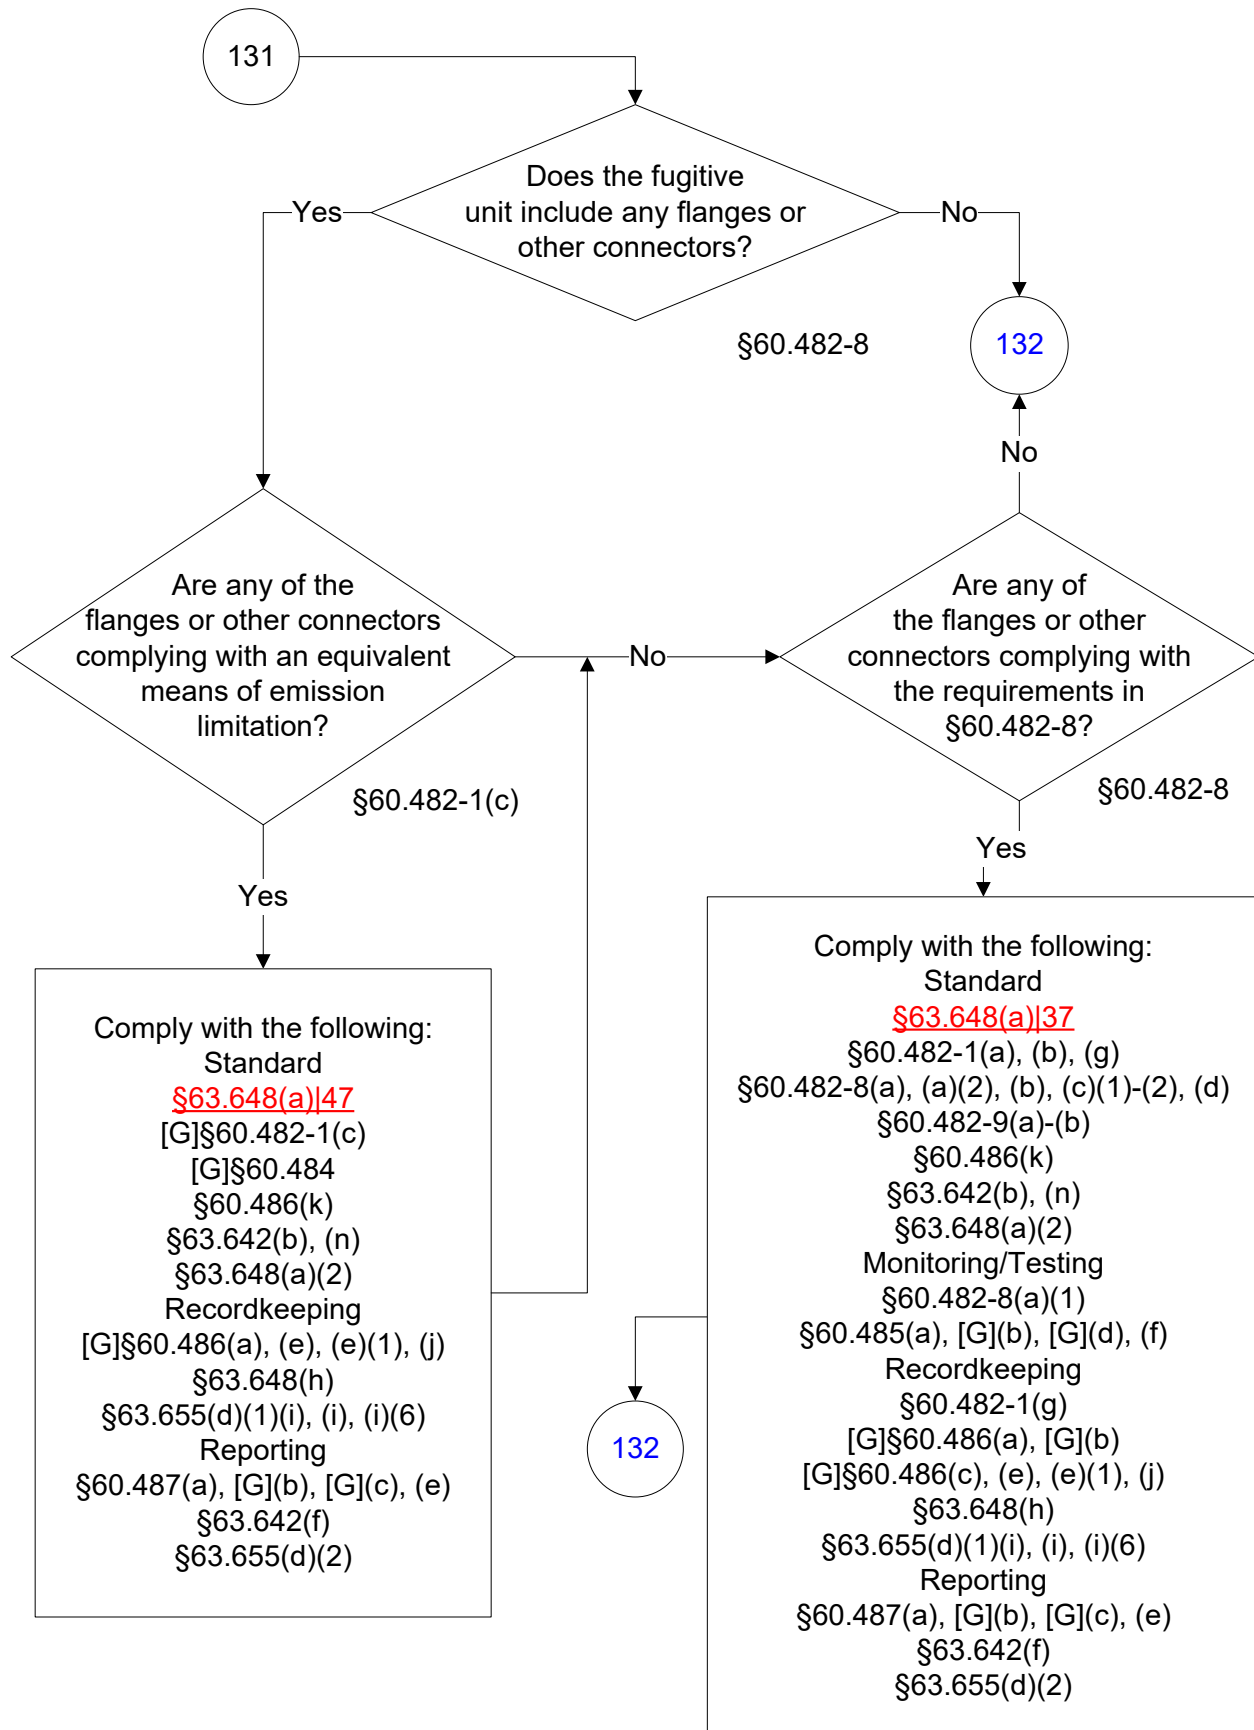 131
Does the fugitive
unit include any flanges or
other connectors?
Yes
No
§60.482-8
132
No
Are any of the
flanges or other connectors
complying with an equivalent
means of emission
limitation?
§60.482-1(c)
No
Are any of
the flanges or other
connectors complying with
the requirements in
§60.482-8?
§60.482-8
Yes
Yes
Comply with the following:
Standard
§63.648(a)|47
[G]§60.482-1(c)
[G]§60.484
§60.486(k)
§63.642(b), (n)
§63.648(a)(2)
Recordkeeping
[G]§60.486(a), (e), (e)(1), (j)
§63.648(h)
§63.655(d)(1)(i), (i), (i)(6)
Reporting
§60.487(a), [G](b), [G](c), (e)
§63.642(f)
§63.655(d)(2)
Comply with the following:
Standard
§63.648(a)|37
§60.482-1(a), (b), (g)
§60.482-8(a), (a)(2), (b), (c)(1)-(2), (d)
§60.482-9(a)-(b)
§60.486(k)
§63.642(b), (n)
§63.648(a)(2)
Monitoring/Testing
§60.482-8(a)(1)
§60.485(a), [G](b), [G](d), (f)
Recordkeeping
§60.482-1(g)
[G]§60.486(a), [G](b)
[G]§60.486(c), (e), (e)(1), (j)
§63.648(h)
§63.655(d)(1)(i), (i), (i)(6)
Reporting
§60.487(a), [G](b), [G](c), (e)
§63.642(f)
§63.655(d)(2)
132